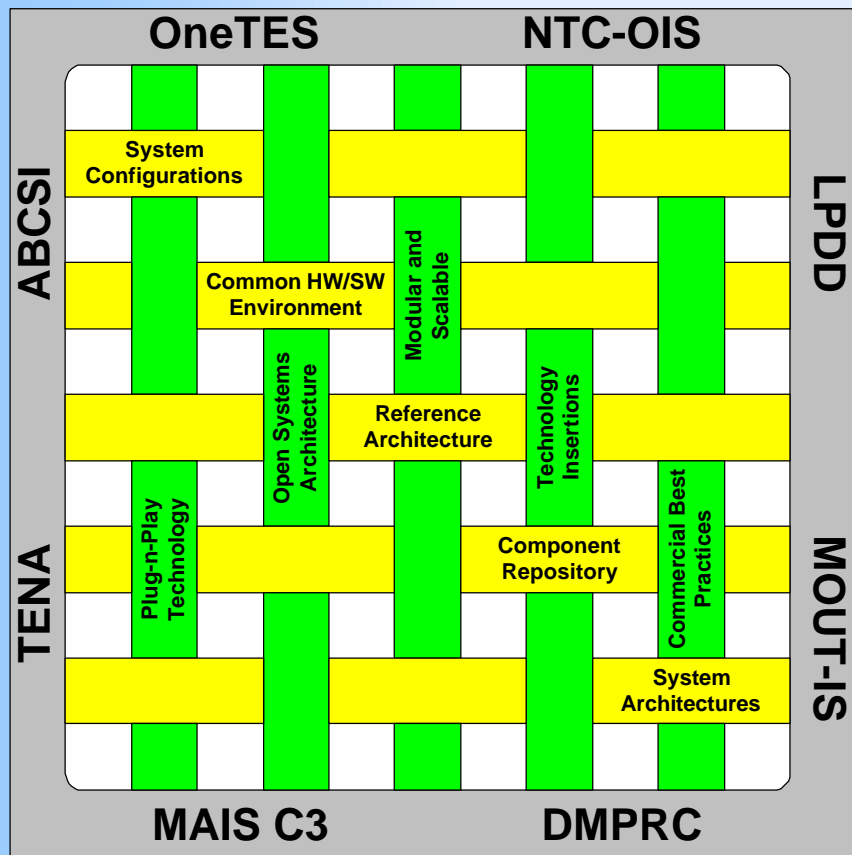 OneTES
NTC-OIS
ABCSI
LPDD
System
Configurations
Common HW/SW
Environment
Modular and
Scalable
Open Systems
Architecture
Reference
Architecture
Technology
Insertions
Plug-n-Play
Technology
Component
Repository
Commercial Best
Practices
System
Architectures
TENA
MOUT-IS
MAIS C3
DMPRC